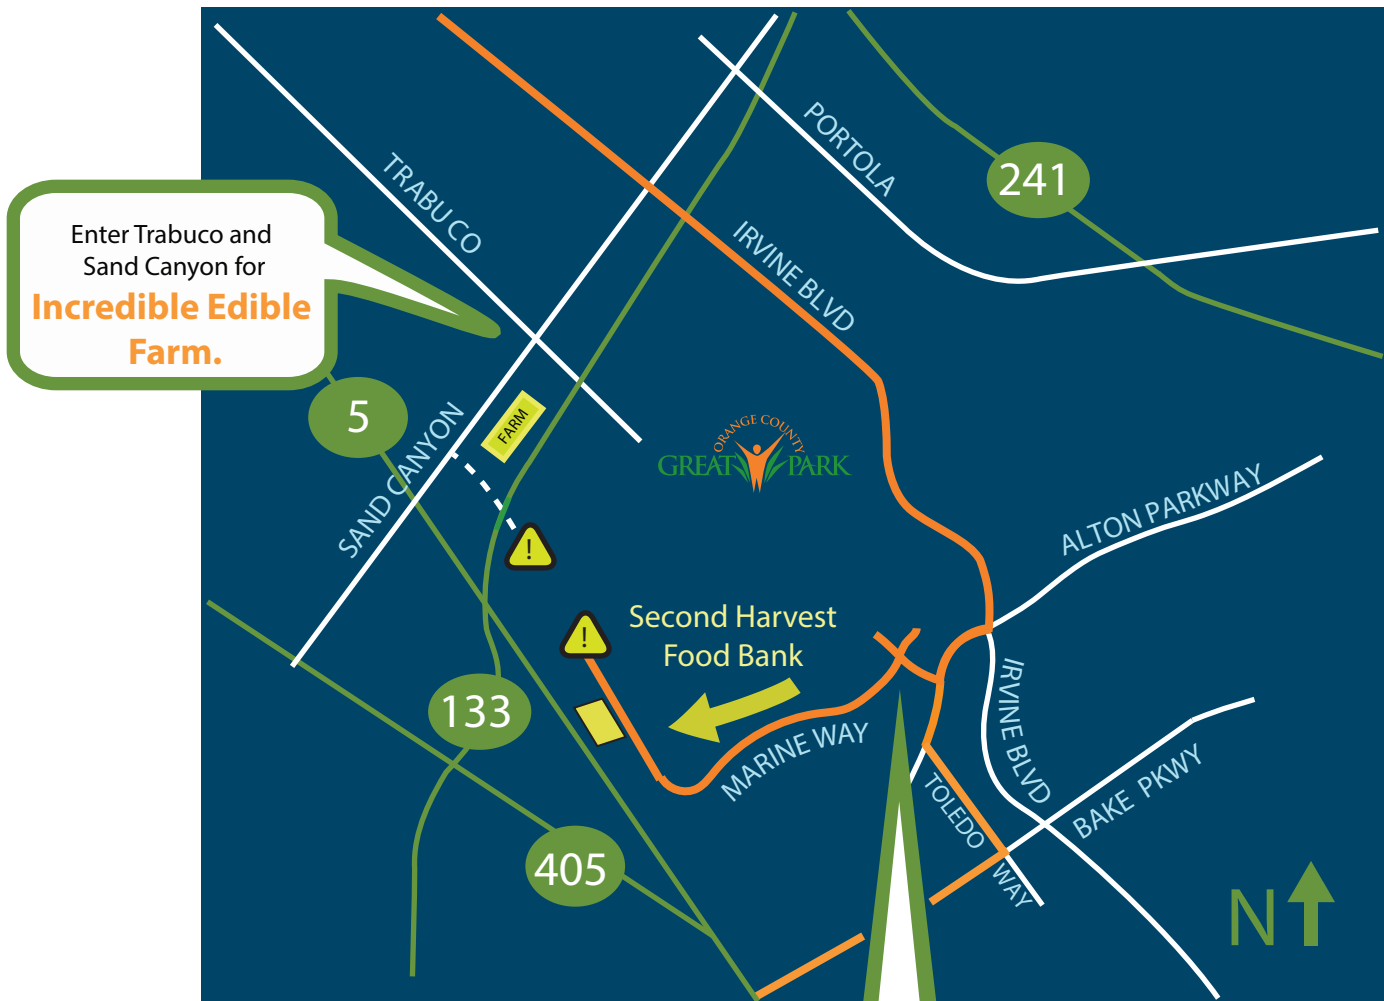 PORTOLA
241
TRABUCO
Enter Trabuco and
Sand Canyon for
Incredible Edible
Farm.
IRVINE BLVD
5
SAND CANYON
FARM
ORANGE COUNTY
GREAT PARK
ALTON PARKWAY
!
!
Second Harvest
Food Bank
133
MARINE WAY
IRVINE BLVD
TOLEDO WAY
BAKE PKWY
405
N